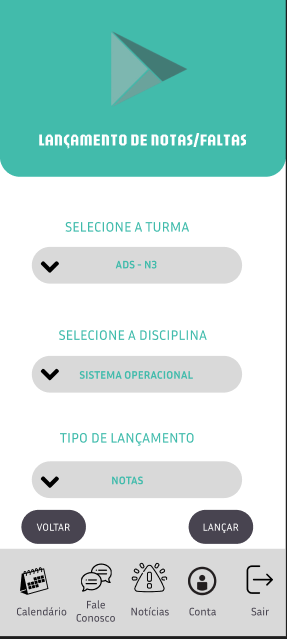 LANÇAMENTO DE NOTAS/FALTAS
SELECIONE A TURMA
ADS - N3
SELECIONE A DISCIPLINA
SISTEMA OPERACIONAL
TIPO DE LANÇAMENTO
NOTAS
VOLTAR
LANÇAR
Calendário
Fale
Conosco
Notícias
Conta
Sair